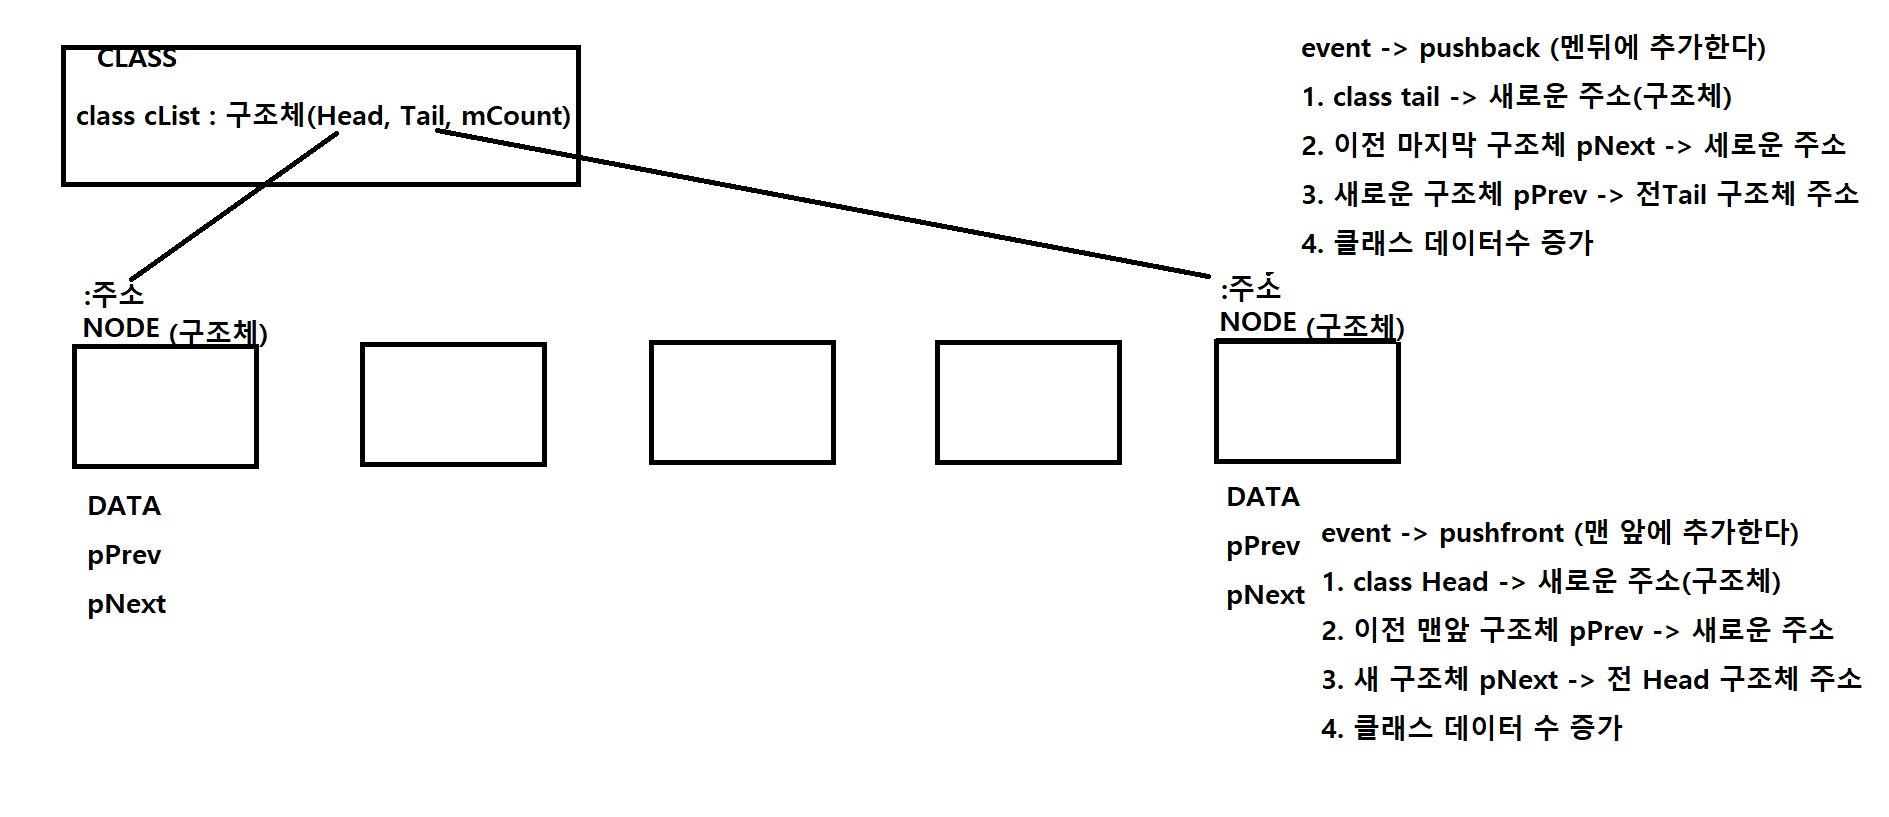 CLASS
class cList : 구조체(Head, Tail, mCount)
event -> pushback (멘뒤에 추가한다)
1. class tail -> 새로운 주소(구조체)
2. 이전 마지막 구조체 pNext -> 세로운 주소
3. 새로운 구조체 pPrev -> 전Tail 구조체 주소
4. 클래스 데이터수 증가
:주소
NODE (구조체)
:주소
NODE (구조체)
DATA
pPrev
pNext
DATA
pPrev
pNext
event -> pushfront (맨 앞에 추가한다)
1. class Head -> 새로운 주소(구조체)
2. 이전 맨앞 구조체 pPrev -> 새로운 주소
3. 새 구조체 pNext -> 전 Head 구조체 주소
4. 클래스 데이터 수 증가